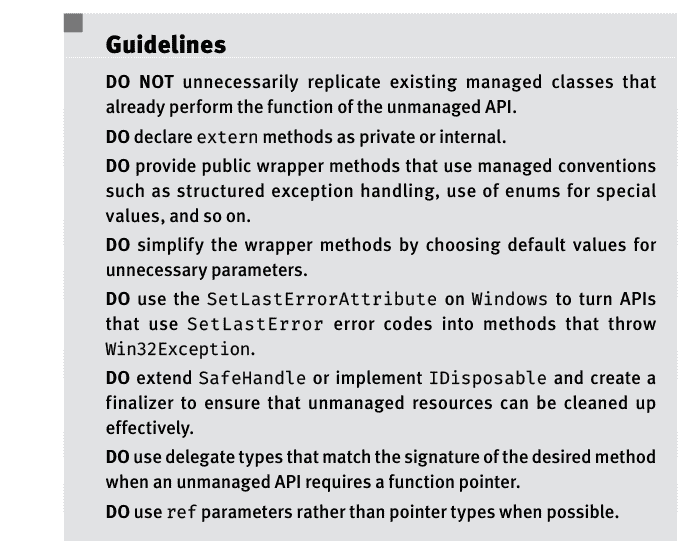 Guidelines
DO NOT unnecessarily replicate existing managed classes that
already perform the function of the unmanaged API.
DO declare extern methods as private or internal.
DO provide public wrapper methods that use managed conventions
such as structured exception handling, use of enums for special
values, and so on.
DO simplify the wrapper methods by choosing default values for
unnecessary parameters.
DO use the SetLastErrorAttribute on Windows to turn APIs
that use SetLastError error codes into methods that throw
Win32Exception.
DO extend SafeHandle or implement IDisposable and create a
finalizer to ensure that unmanaged resources can be cleaned up
effectively.
DO use delegate types that match the signature of the desired method
when an unmanaged API requires a function pointer.
DO use ref parameters rather than pointer types when possible.